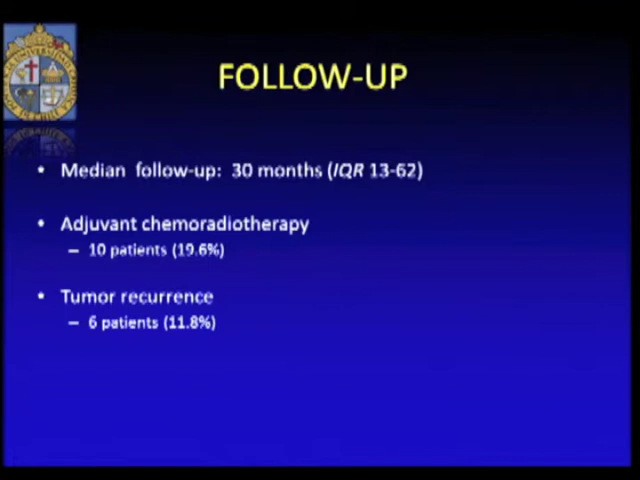 FOLLOW-UP
• Median follow-up: 30 months (IQR 13-62)
• Adjuvant chemoradiotherapy
– 10 patients (19.6%)
• Tumor recurrence
– 6 patients (11.8%)